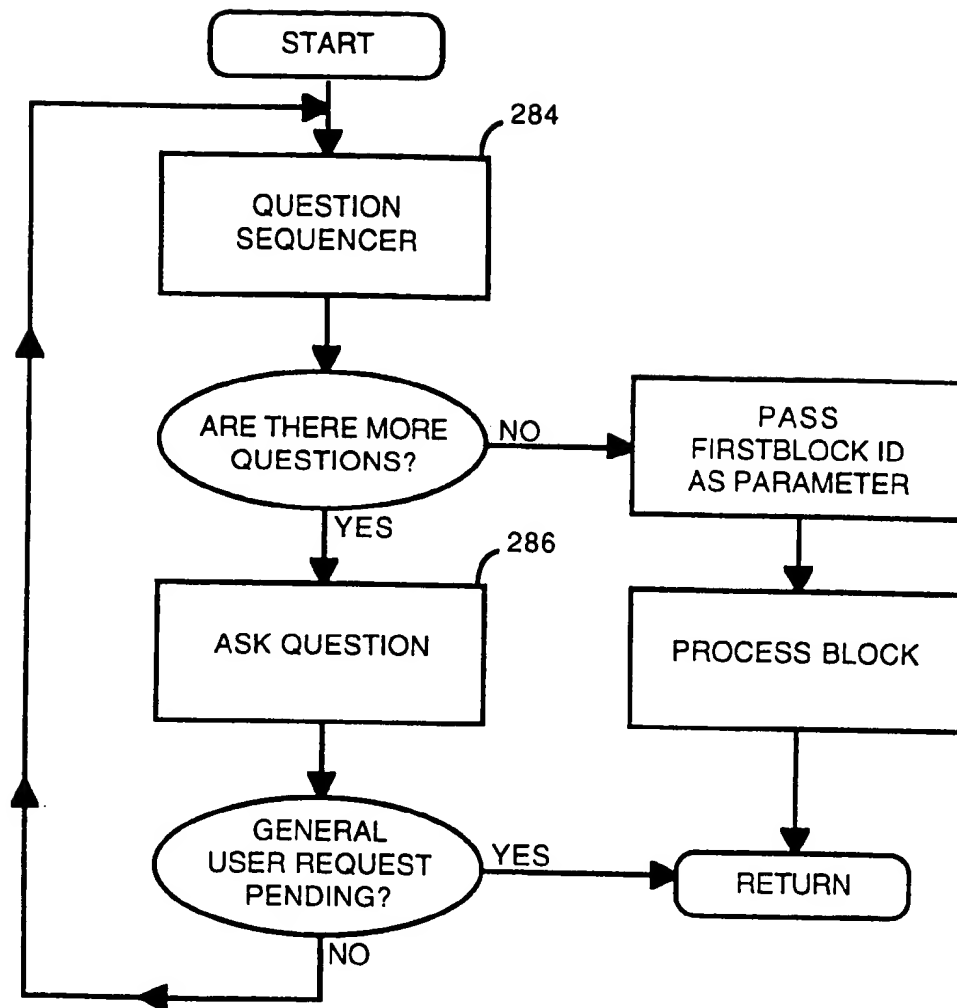 START
284
QUESTION
SEQUENCER
ARE THERE MORE
QUESTIONS?
NO
PASS
FIRSTBLOCK ID
AS PARAMETER
YES
286
ASK QUESTION
PROCESS BLOCK
GENERAL
USER REQUEST
PENDING?
YES
RETURN
NO